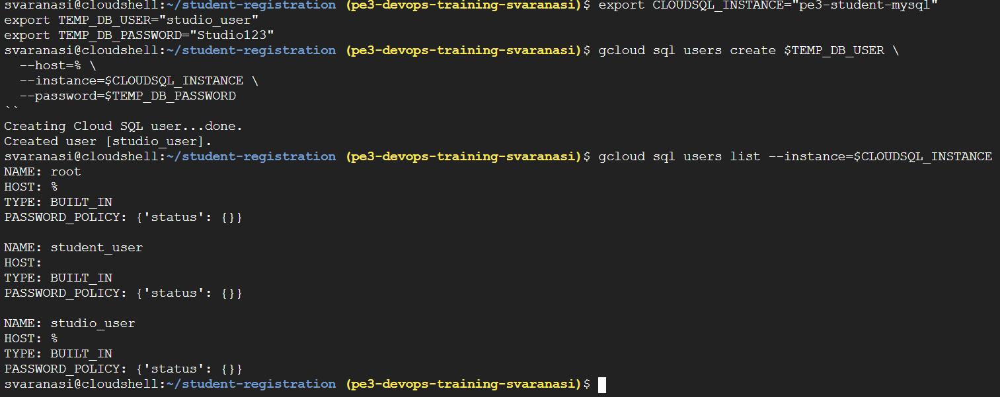 svaranasi@cloudshell:~/student-registration (pe3-devops-training-svaranasi)$ export CLOUDSQL_INSTANCE="pe3-student-mysql"
export TEMP_DB_USER="studio_user"
export TEMP_DB_PASSWORD="Studio123"
svaranasi@cloudshell:~/student-registration (pe3-devops-training-svaranasi)$ gcloud sql users create $TEMP_DB_USER \
  --host=% \
  --instance=$CLOUDSQL_INSTANCE \
  --password=$TEMP_DB_PASSWORD
``
Creating Cloud SQL user...done.
Created user [studio_user].
svaranasi@cloudshell:~/student-registration (pe3-devops-training-svaranasi)$ gcloud sql users list --instance=$CLOUDSQL_INSTANCE
NAME: root
HOST: %
TYPE: BUILT_IN
PASSWORD_POLICY: {'status': {}}

NAME: student_user
HOST:
TYPE: BUILT_IN
PASSWORD_POLICY: {'status': {}}

NAME: studio_user
HOST: %
TYPE: BUILT_IN
PASSWORD_POLICY: {'status': {}}
svaranasi@cloudshell:~/student-registration (pe3-devops-training-svaranasi)$